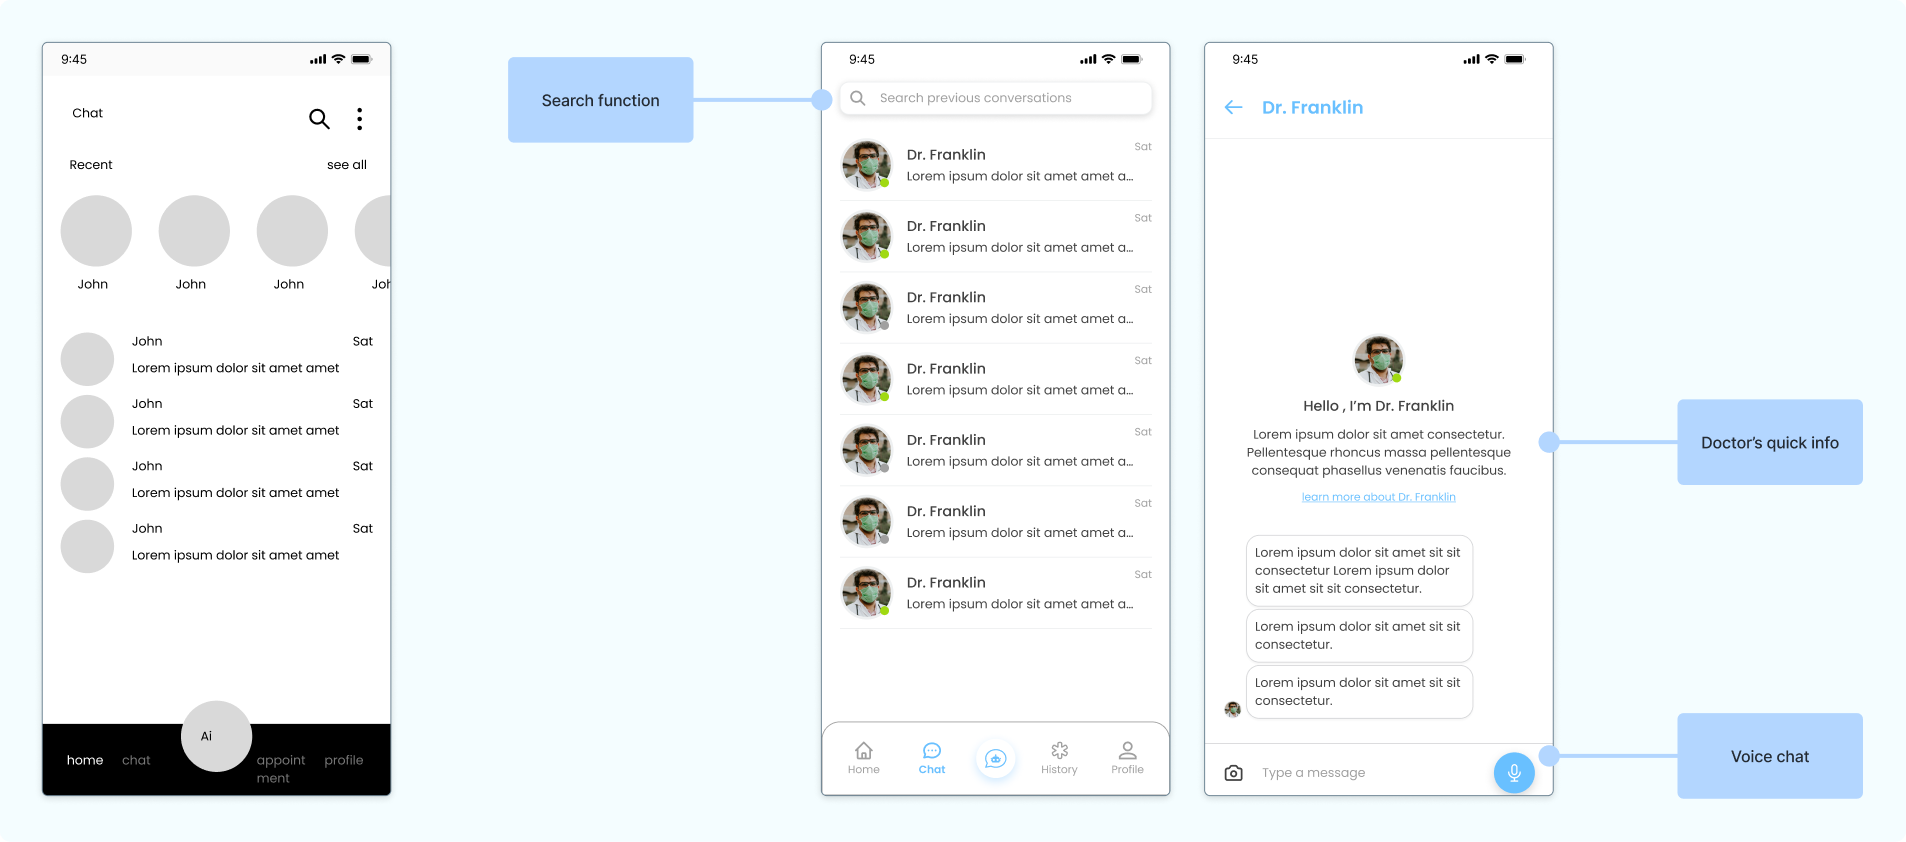 9:45
Chat
Recent
see all
John
John
John
Joh
John
Sat
Lorem ipsum dolor sit amet amet
John
Sat
Lorem ipsum dolor sit amet amet
John
Sat
Lorem ipsum dolor sit amet amet
John
Sat
Lorem ipsum dolor sit amet amet
home
chat
Ai
appoint
ment
profile
Search function
9:45
Search previous conversations
Dr. Franklin
Sat
Lorem ipsum dolor sit amet amet a...
Dr. Franklin
Sat
Lorem ipsum dolor sit amet amet a...
Dr. Franklin
Sat
Lorem ipsum dolor sit amet amet a...
Dr. Franklin
Sat
Lorem ipsum dolor sit amet amet a...
Dr. Franklin
Sat
Lorem ipsum dolor sit amet amet a...
Dr. Franklin
Sat
Lorem ipsum dolor sit amet amet a...
Dr. Franklin
Sat
Lorem ipsum dolor sit amet amet a...
Home
Chat
History
Profile
9:45
Dr. Franklin
Hello , I'm Dr. Franklin
Lorem ipsum dolor sit amet consectetur.
Pellentesque rhoncus massa pellentesque
consequat phasellus venenatis faucibus.
learn more about Dr. Franklin
Lorem ipsum dolor sit amet sit sit
consectetur Lorem ipsum dolor
sit amet sit sit consectetur.
Lorem ipsum dolor sit amet sit sit
consectetur.
Lorem ipsum dolor sit amet sit sit
consectetur.
Type a message
Doctor's quick info
Voice chat